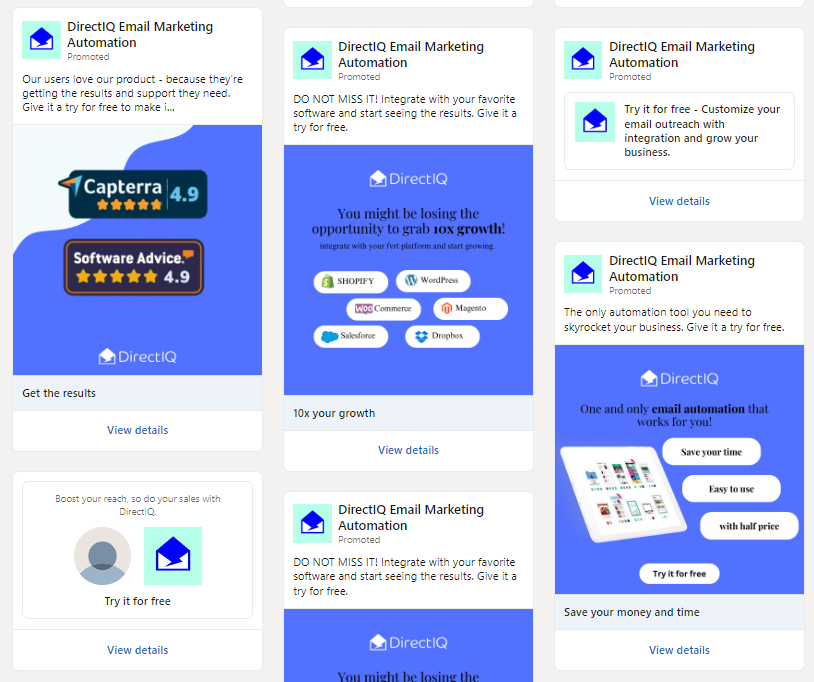 DirectIQ Email Marketing
Automation
Promoted
Our users love our product - because they're
getting the results and support they need.
Give it a try for free to make i...
Capterra 4.9
Software Advice. 4.9
DirectIQ
Get the results
View details
Boost your reach, so do your sales with
DirectIQ.
Try it for free
View details
DirectIQ Email Marketing
Automation
Promoted
DO NOT MISS IT! Integrate with your favorite
software and start seeing the results. Give it a
try for free.
DirectIQ
You might be losing the
opportunity to grab 10x growth!
integrate with your fvrt platform and start growing.
SHOPIFY
WordPress
WOO Commerce
Magento
Salesforce
Dropbox
10x your growth
View details
DirectIQ Email Marketing
Automation
Promoted
DO NOT MISS IT! Integrate with your favorite
software and start seeing the results. Give it a
try for free.
DirectIQ
You might be losing the
DirectIQ Email Marketing
Automation
Promoted
Try it for free - Customize your
email outreach with
integration and grow your
business.
View details
DirectIQ Email Marketing
Automation
Promoted
The only automation tool you need to
skyrocket your business. Give it a try for free.
DirectIQ
One and only email automation that
works for you!
Save your time
Easy to use
with half price
Try it for free
Save your money and time
View details